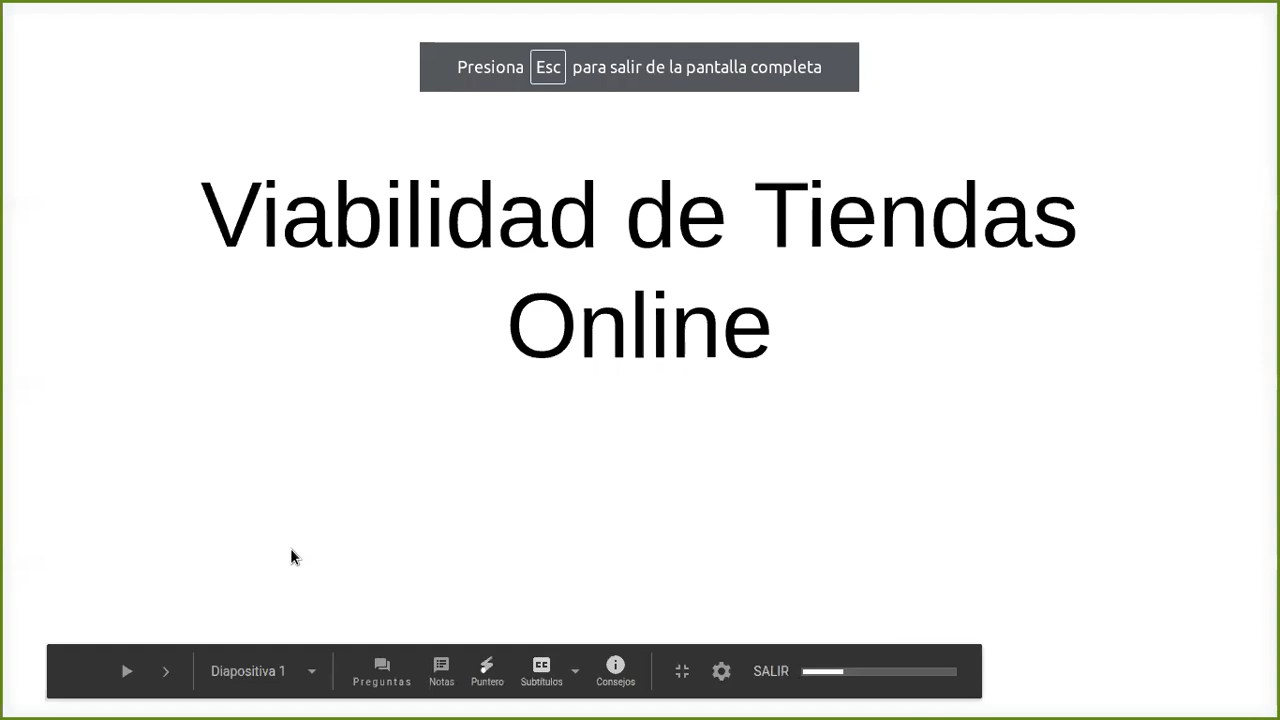 Presiona Esc para salir de la pantalla completa
Viabilidad de Tiendas
Online
Diapositiva 1
Preguntas
Notas
Puntero
Subtítulos
Consejos
SALIR